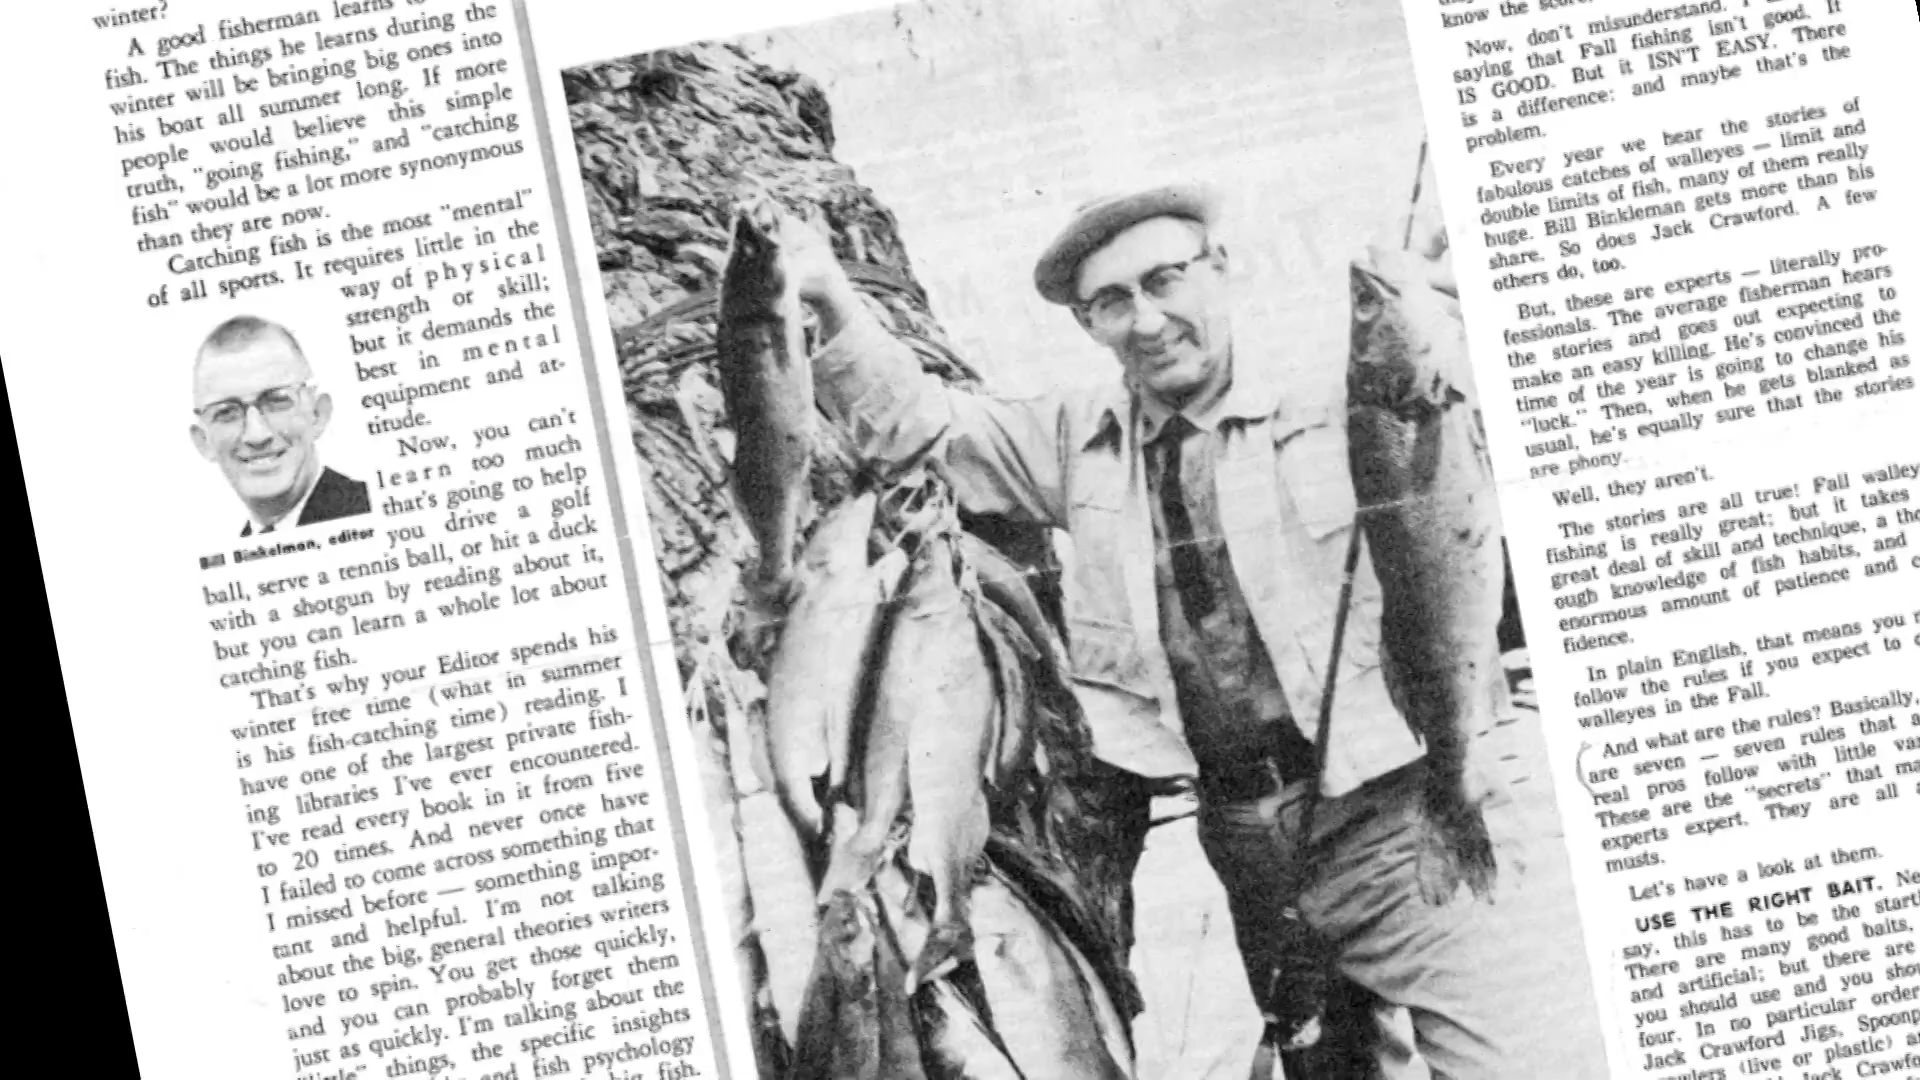 winter?
A good fisherman learns
fish. The things he learns during the
winter will be bringing big ones into
his boat all summer long. If more
people would believe this simple
truth, "going fishing," and "catching
fish" would be a lot more synonymous
than they are now.
Catching fish is the most "mental"
of all sports. It requires little in the
way of physical
strength or skill;
but it demands the
best in mental
equipment and at-
titude.
Now, you can't
learn too much
that's going to help
you drive a golf
Bill Binkelman, editor
ball, serve a tennis ball, or hit a duck
with a shotgun by reading about it,
but you can learn a whole lot about
catching fish.
That's why your Editor spends his
winter free time (what in summer
is his fish-catching time) reading. I
have one of the largest private fish-
ing libraries I've ever encountered.
I've read every book in it from five
to 20 times. And never once have
I failed to come across something that
I missed before — something impor-
tant and helpful. I'm not talking
about the big, general theories writers
love to spin. You get those quickly,
and you can probably forget them
just as quickly. I'm talking about the
"little" things, the specific insights
and fish psychology
big fish.
know the score.
Now, don't misunderstand. I
saying that Fall fishing isn't good. It
IS GOOD. But it ISN'T EASY. There
is a difference; and maybe that's the
problem.
Every year we hear the stories of
fabulous catches of walleyes — limit and
double limits of fish, many of them really
huge. Bill Binkleman gets more than his
share. So does Jack Crawford. A few
others do, too.
But, these are experts — literally pro-
fessionals. The average fisherman hears
the stories and goes out expecting to
make an easy killing. He's convinced the
time of the year is going to change his
"luck." Then, when he gets blanked as
usual, he's equally sure that the stories
are phony.
Well, they aren't.
The stories are all true! Fall walley
fishing is really great; but it takes
great deal of skill and technique, a tho
ough knowledge of fish habits, and
enormous amount of patience and c
fidence.
In plain English, that means you
follow the rules if you expect to
walleyes in the Fall.
And what are the rules? Basically,
are seven — seven rules that a
real pros follow with little va
These are the "secrets" that ma
experts expert. They are all
musts.
Let's have a look at them.
USE THE RIGHT BAIT. Ne
say, this has to be the start
There are many good baits,
and artificial; but there are
you should use and you shou
four. In no particular order
Jack Crawford Jigs, Spoonp
(live or plastic)
Jack Crawfo